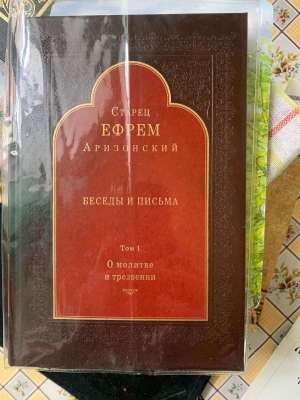 Старец
ЕФРЕМ
Аризонский
БЕСЕДЫ И ПИСЬМА
Том 1
О молитве
и трезвении